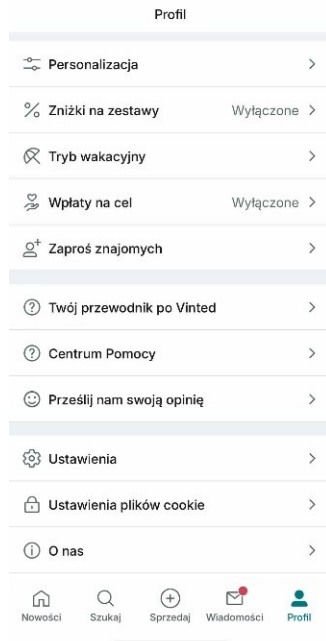 Profil
Personalizacja
Zniżki na zestawy Wyłączone
Tryb wakacyjny
Wpłaty na cel Wyłączone
Zaproś znajomych
Twój przewodnik po Vinted
Centrum Pomocy
Prześlij nam swoją opinię
Ustawienia
Ustawienia plików cookie
O nas
Nowości Szukaj Sprzedaj Wiadomości Profil